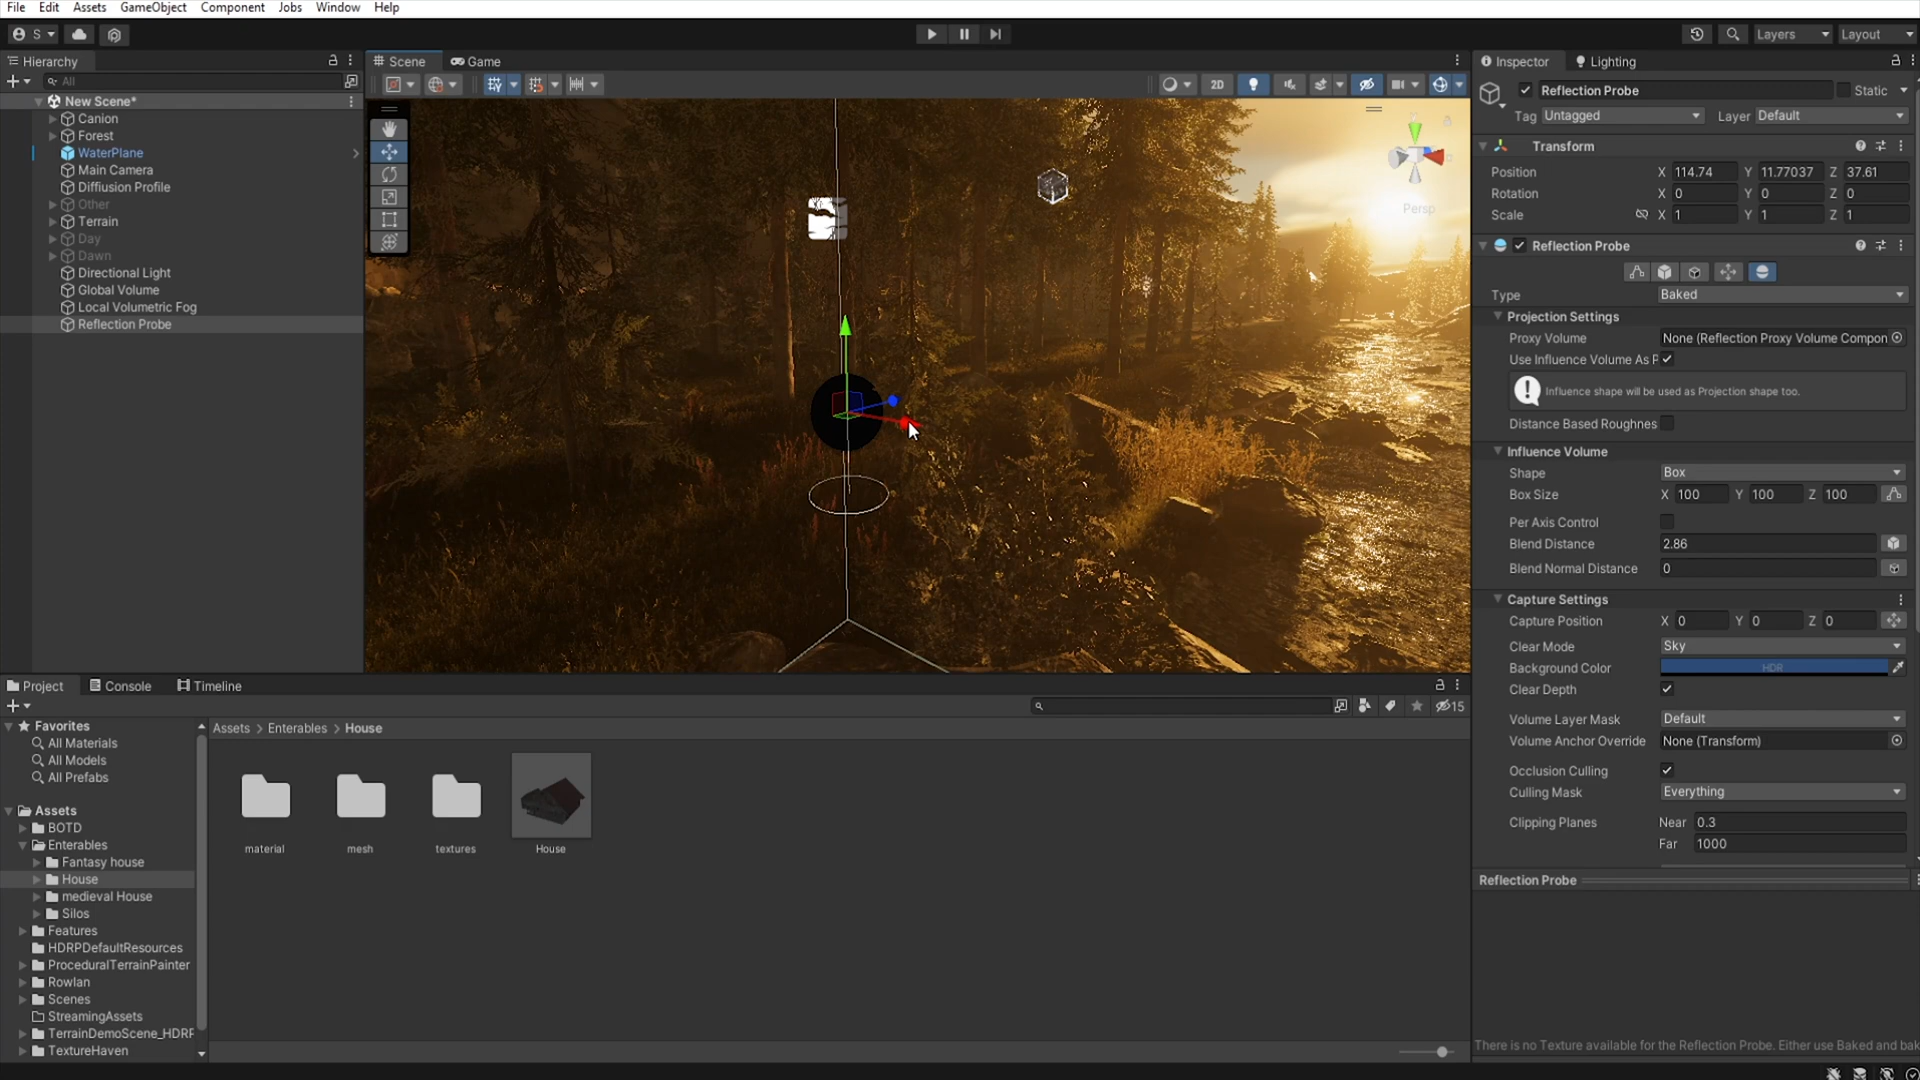 File Edit Assets GameObject Component Jobs Window Help
S Layers Layout
Hierarchy
All
New Scene*
Canion
Forest
WaterPlane
Main Camera
Diffusion Profile
Other
Terrain
Day
Dawn
Directional Light
Global Volume
Local Volumetric Fog
Reflection Probe
Scene Game
2D
Persp
Inspector Lighting
Reflection Probe Static
Tag Untagged Layer Default
Transform
Position X 114.74 Y 11.77037 Z 37.61
Rotation X 0 Y 0 Z 0
Scale X 1 Y 1 Z 1
Reflection Probe
Type Baked
Projection Settings
Proxy Volume None (Reflection Proxy Volume Compon
Use Influence Volume As P
Influence shape will be used as Projection shape too.
Distance Based Roughnes
Influence Volume
Shape Box
Box Size X 100 Y 100 Z 100
Per Axis Control
Blend Distance 2.86
Blend Normal Distance 0
Capture Settings
Capture Position X 0 Y 0 Z 0
Clear Mode Sky
Background Color HDR
Clear Depth
Volume Layer Mask Default
Volume Anchor Override None (Transform)
Occlusion Culling
Culling Mask Everything
Clipping Planes Near 0.3
Far 1000
Reflection Probe
There is no Texture available for the Reflection Probe. Either use Baked and bak
Project Console Timeline
15
Favorites
All Materials
All Models
All Prefabs
Assets
BOTD
Enterables
Fantasy house
House
medieval House
Silos
Features
HDRPDefaultResources
ProceduralTerrainPainter
Rowlan
Scenes
StreamingAssets
TerrainDemoScene_HDRF
TextureHaven
Assets > Enterables > House
material mesh textures House